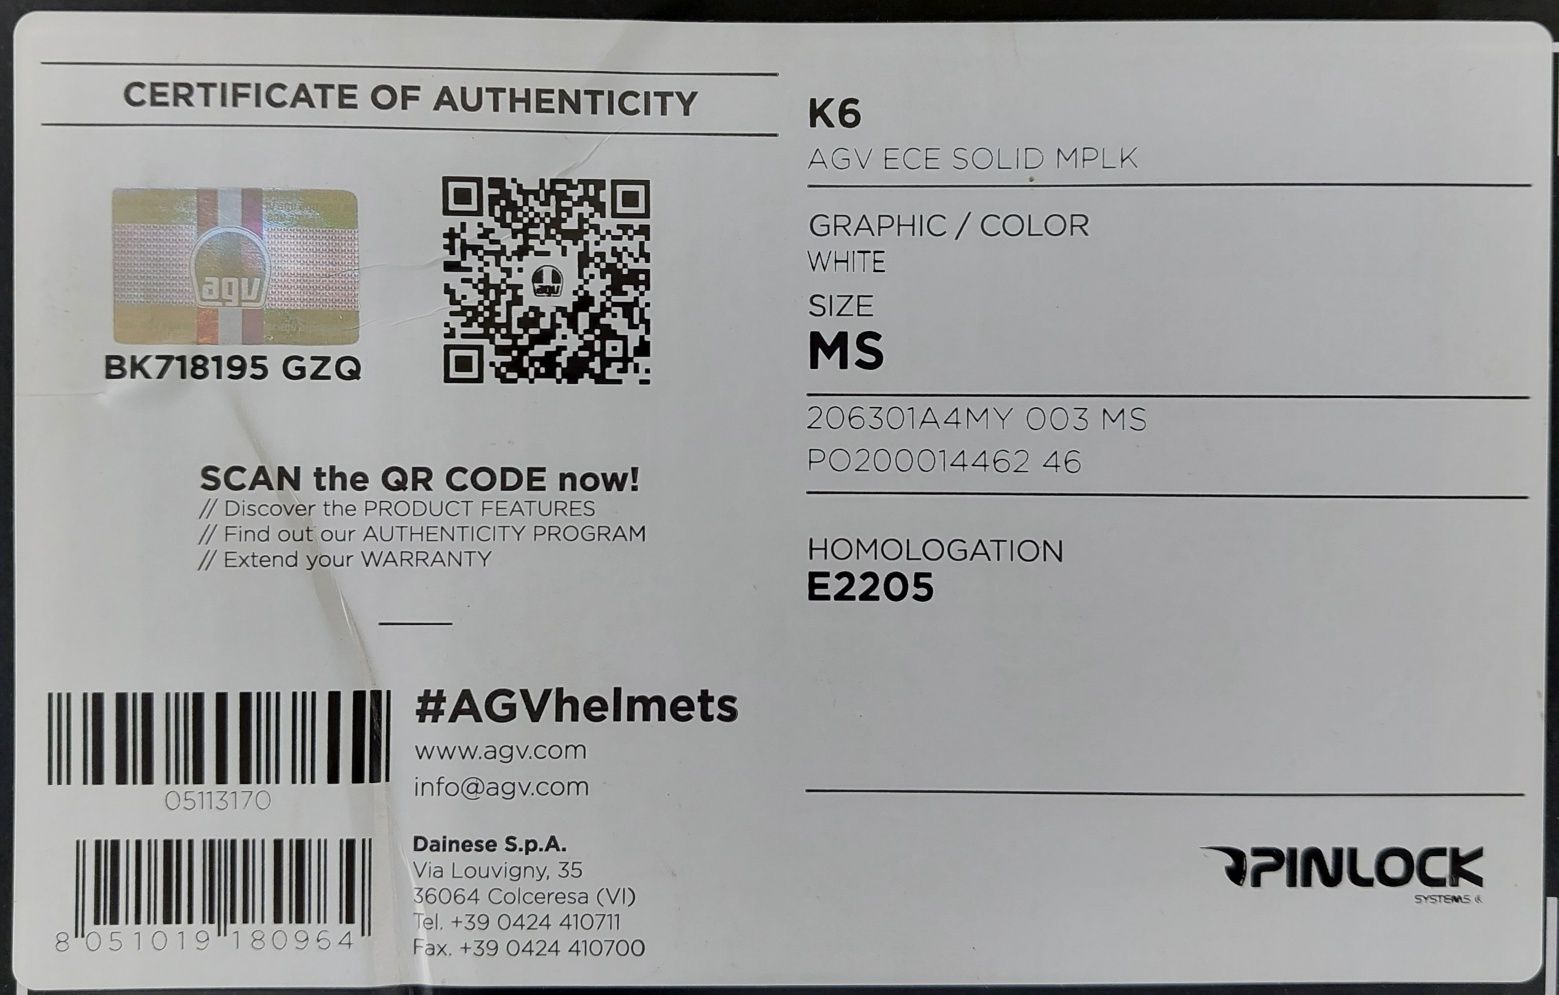 CERTIFICATE OF AUTHENTICITY
agv
agv
BK718195 GZQ
SCAN the QR CODE now!
// Discover the PRODUCT FEATURES
// Find out our AUTHENTICITY PROGRAM
// Extend your WARRANTY
05113170
8 051019 180964
#AGVhelmets
www.agv.com
info@agv.com
Dainese S.p.A.
Via Louvigny, 35
36064 Colceresa (VI)
Tel. +39 0424 410711
Fax. +39 0424 410700
K6
AGV ECE SOLID MPLK
GRAPHIC / COLOR
WHITE
SIZE
MS
206301A4MY 003 MS
PO200014462 46
HOMOLOGATION
E2205
PINLOCK
SYSTEMS